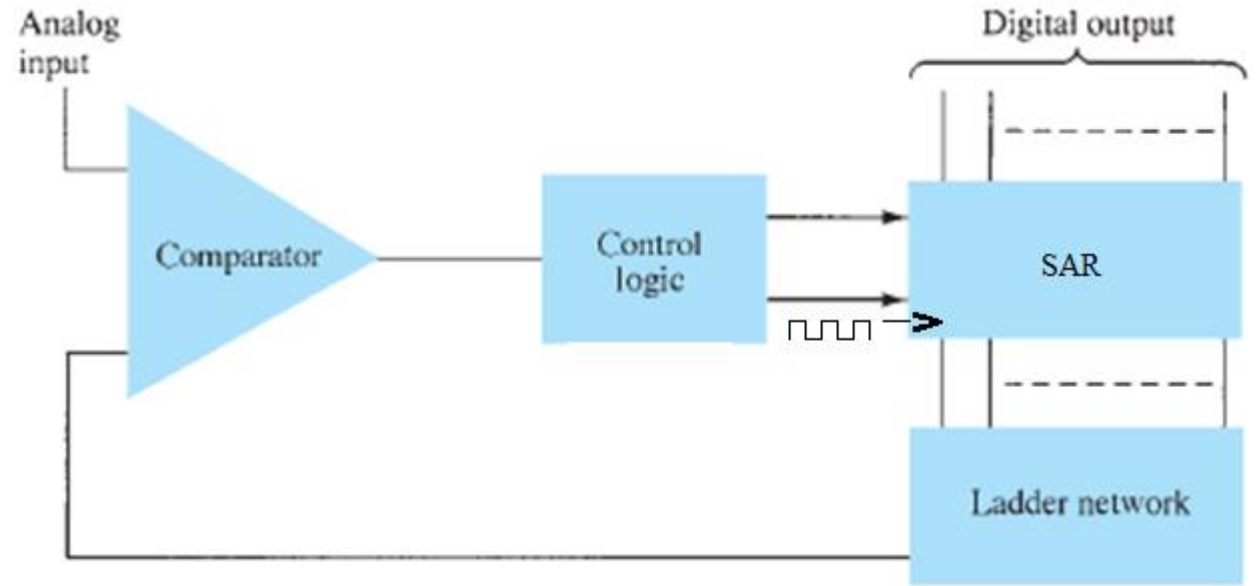 Analog
input
Digital output
Comparator
Control
logic
SAR
Ladder network